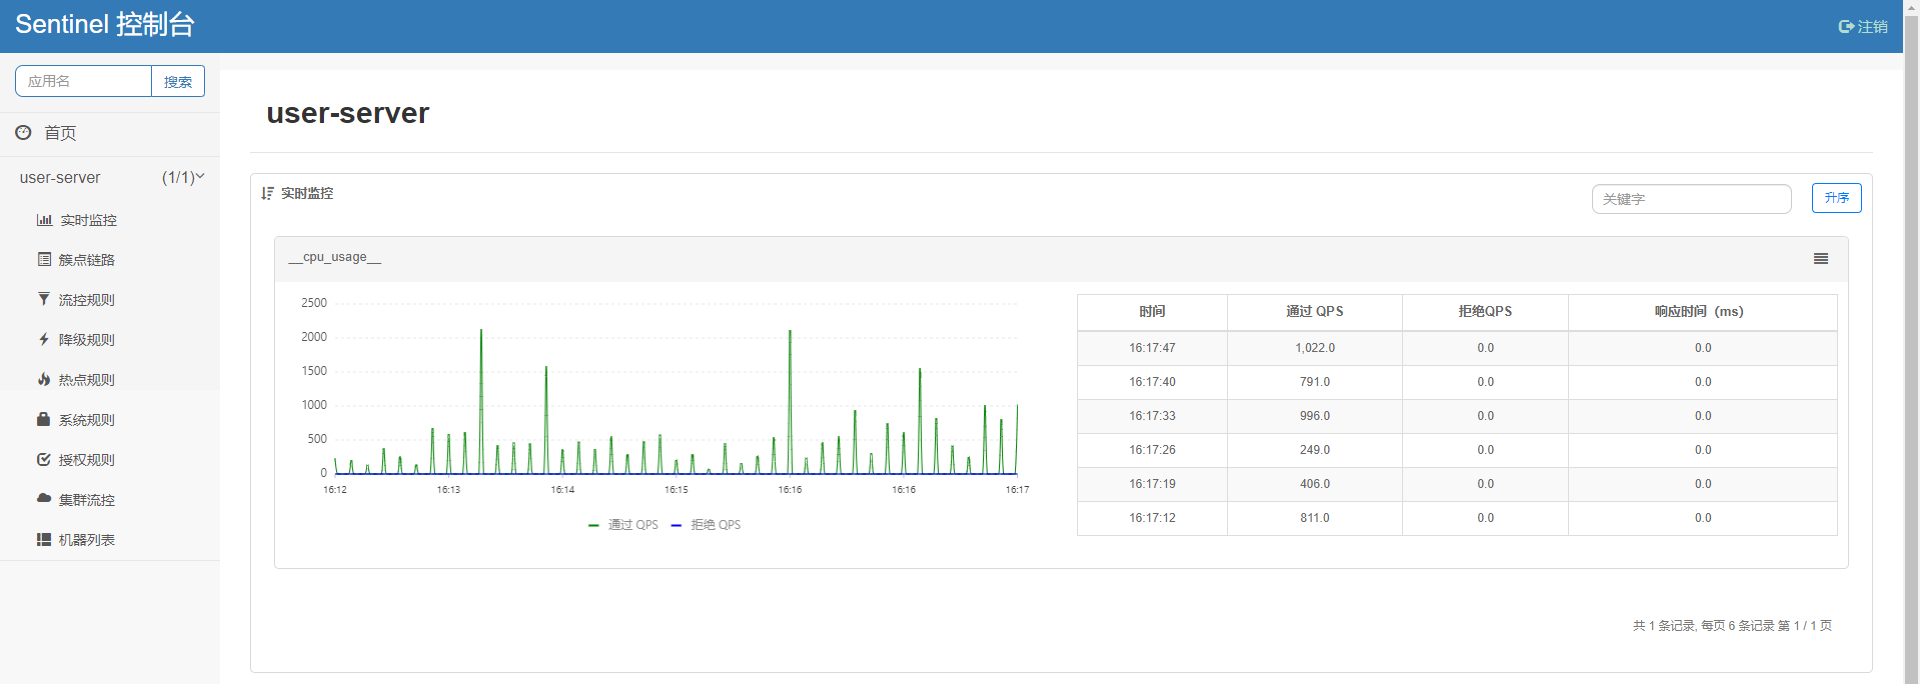 Sentinel 控制台
注销
应用名
搜索
首页
user-server (1/1)
实时监控
簇点链路
流控规则
降级规则
热点规则
系统规则
授权规则
集群流控
机器列表
user-server
实时监控
关键字
升序
__cpu_usage__
2500
2000
1500
1000
500
0
16:12 16:13 16:14 16:15 16:16 16:16 16:17
通过 QPS 拒绝 QPS
时间 通过 QPS 拒绝QPS 响应时间（ms）
16:17:47 1,022.0 0.0 0.0
16:17:40 791.0 0.0 0.0
16:17:33 996.0 0.0 0.0
16:17:26 249.0 0.0 0.0
16:17:19 406.0 0.0 0.0
16:17:12 811.0 0.0 0.0
共 1 条记录, 每页 6 条记录 第 1 / 1 页